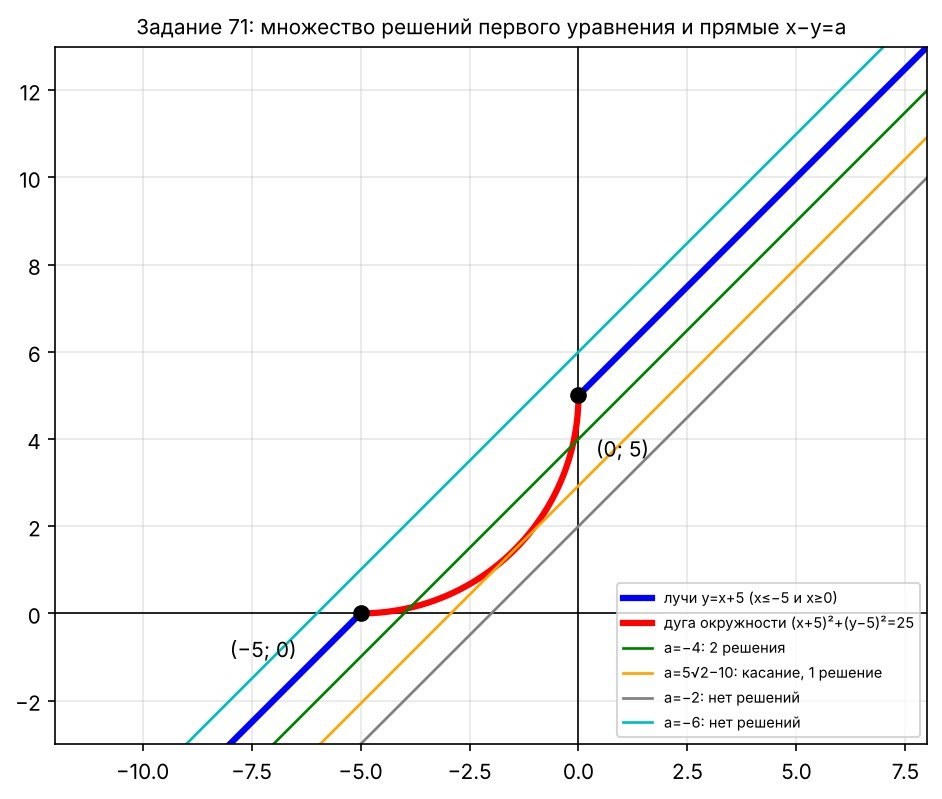 Задание 71: множество решений первого уравнения и прямые x−y=a
12
10
8
6
4
(0; 5)
2
0
(−5; 0)
−2
лучи y=x+5 (x≤−5 и x≥0)
дуга окружности (x+5)²+(y−5)²=25
a=−4: 2 решения
a=5√2−10: касание, 1 решение
a=−2: нет решений
a=−6: нет решений
−10.0 −7.5 −5.0 −2.5 0.0 2.5 5.0 7.5